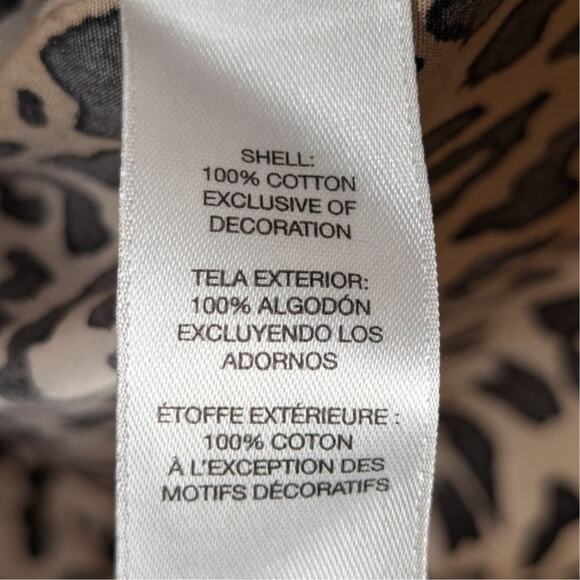 SHELL:
100% COTTON
EXCLUSIVE OF
DECORATION
TELA EXTERIOR:
100% ALGODÓN
EXCLUYENDO LOS
ADORNOS
ÉTOFFE EXTÉRIEURE :
100% COTON
À L'EXCEPTION DES
MOTIFS DÉCORATIFS